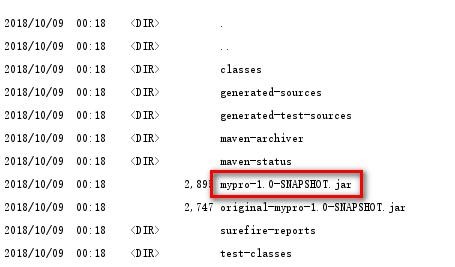 2018/10/09  00:18    <DIR>          .
2018/10/09  00:18    <DIR>          ..
2018/10/09  00:18    <DIR>          classes
2018/10/09  00:18    <DIR>          generated-sources
2018/10/09  00:18    <DIR>          generated-test-sources
2018/10/09  00:18    <DIR>          maven-archiver
2018/10/09  00:18    <DIR>          maven-status
2018/10/09  00:18    mypro-1.0-SNAPSHOT.jar
2018/10/09  00:18             2,747 original-mypro-1.0-SNAPSHOT.jar
2018/10/09  00:18    <DIR>          surefire-reports
2018/10/09  00:18    <DIR>          test-classes